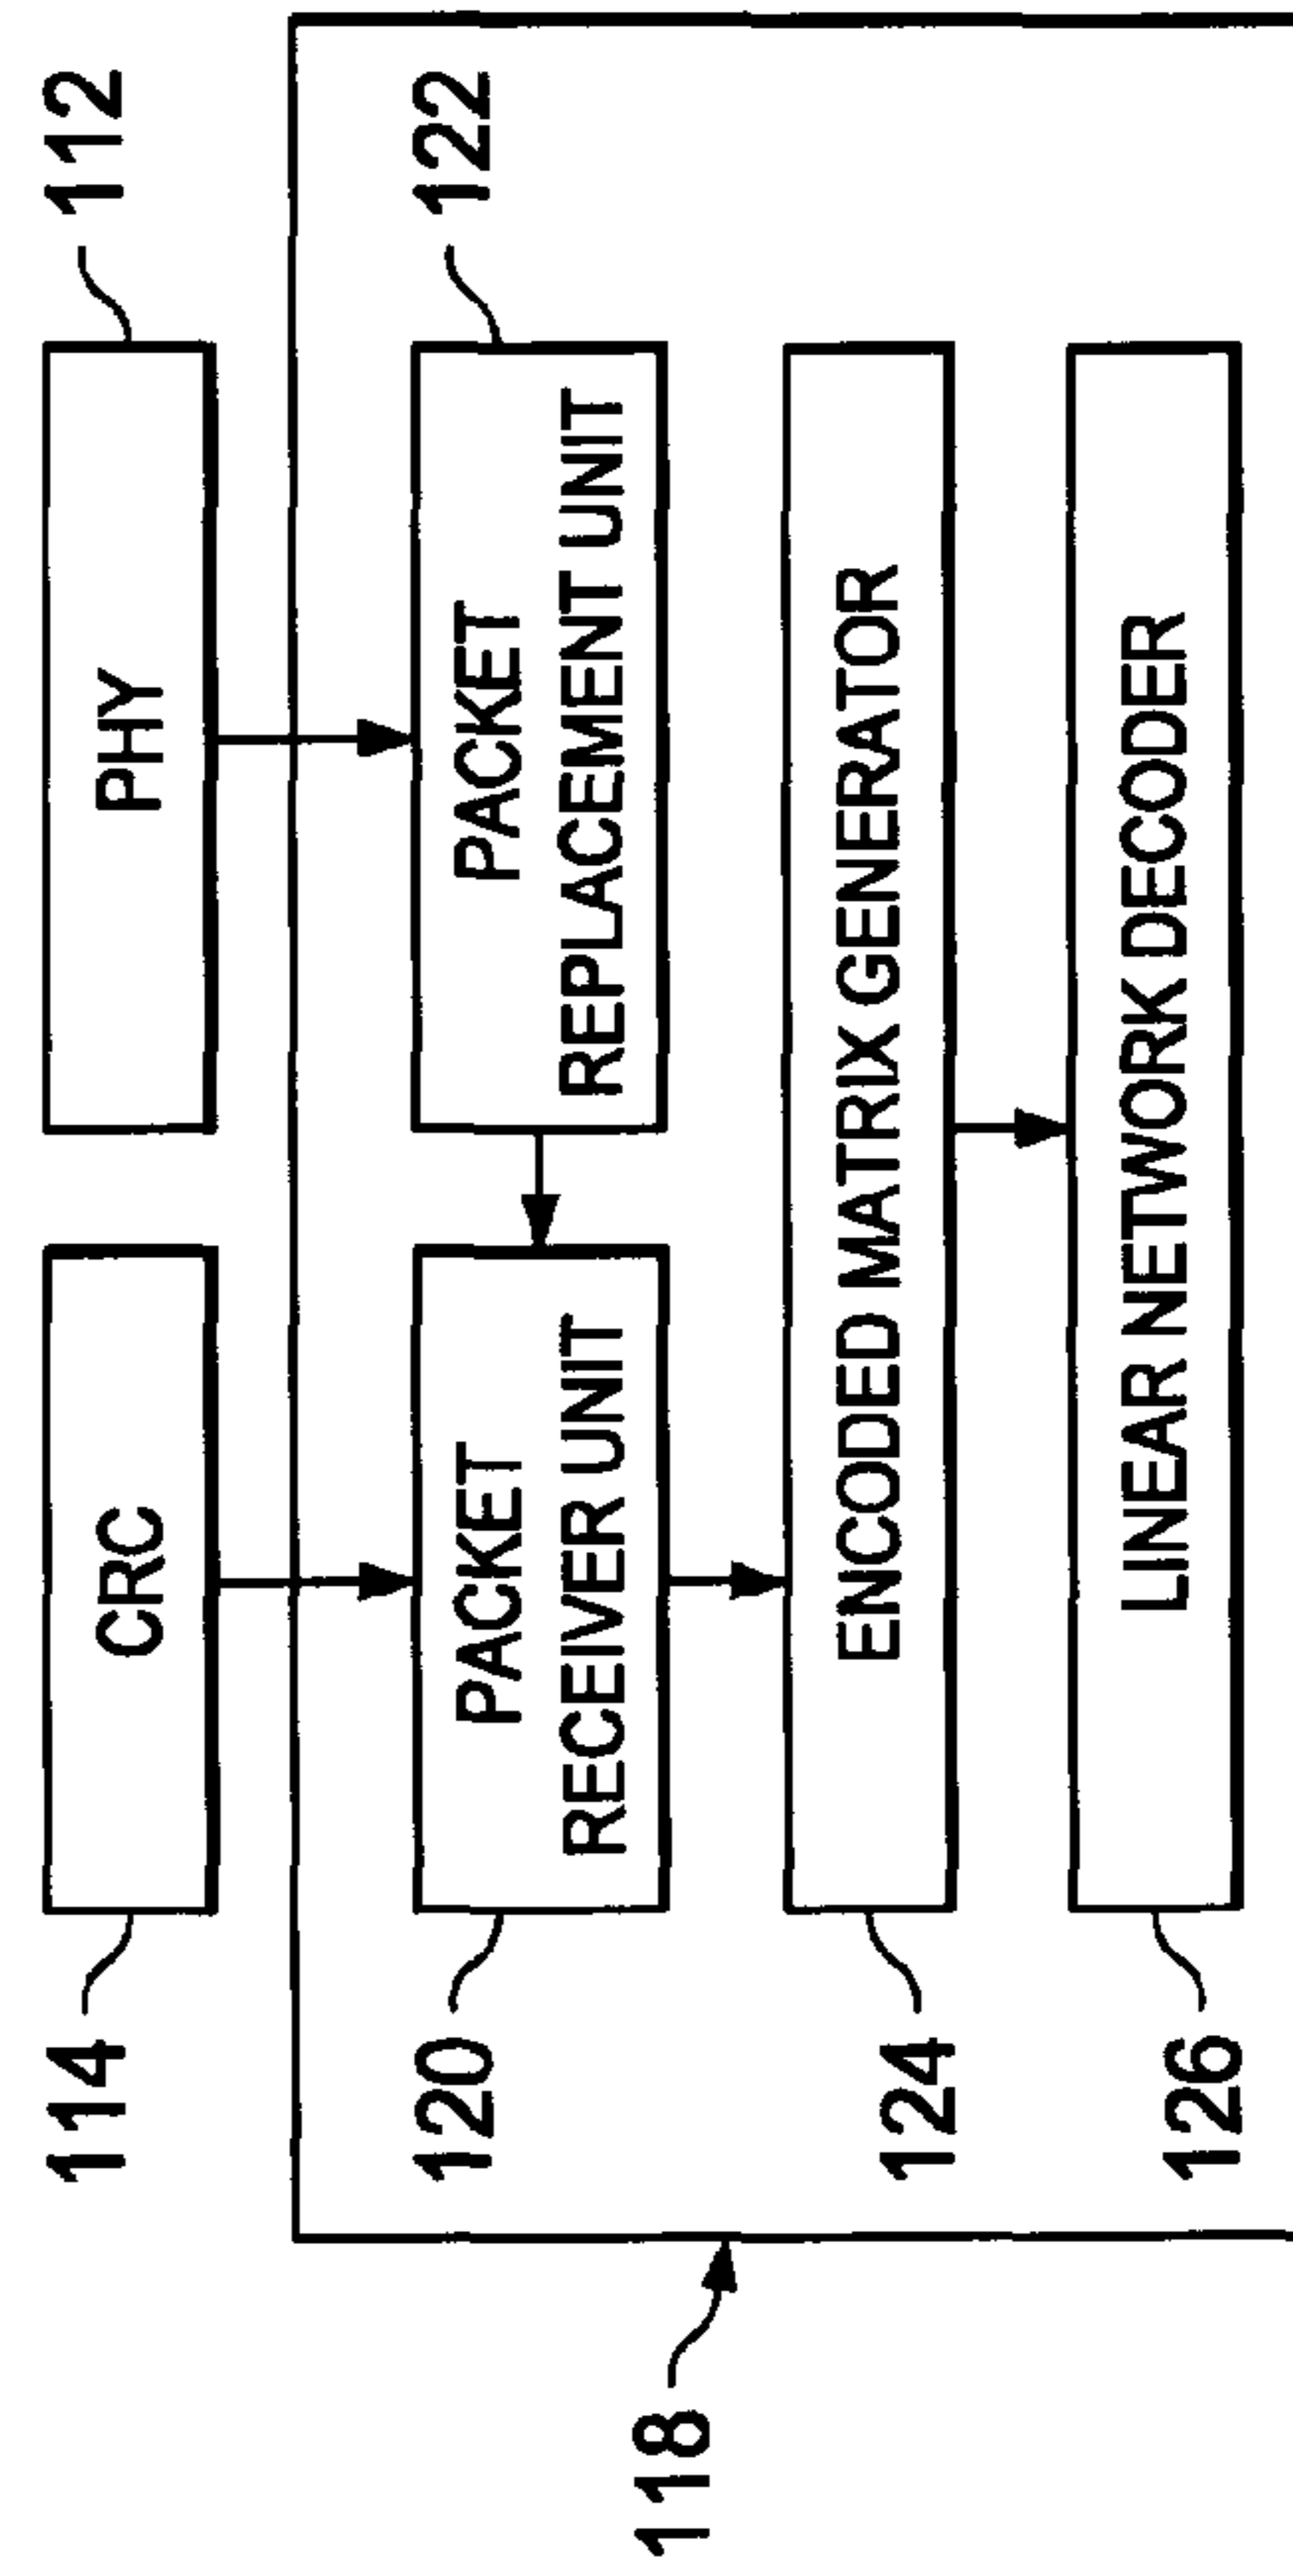 114
CRC
PHY
112
120
PACKET
RECEIVER UNIT
PACKET
REPLACEMENT UNIT
122
118
124
ENCODED MATRIX GENERATOR
126
LINEAR NETWORK DECODER